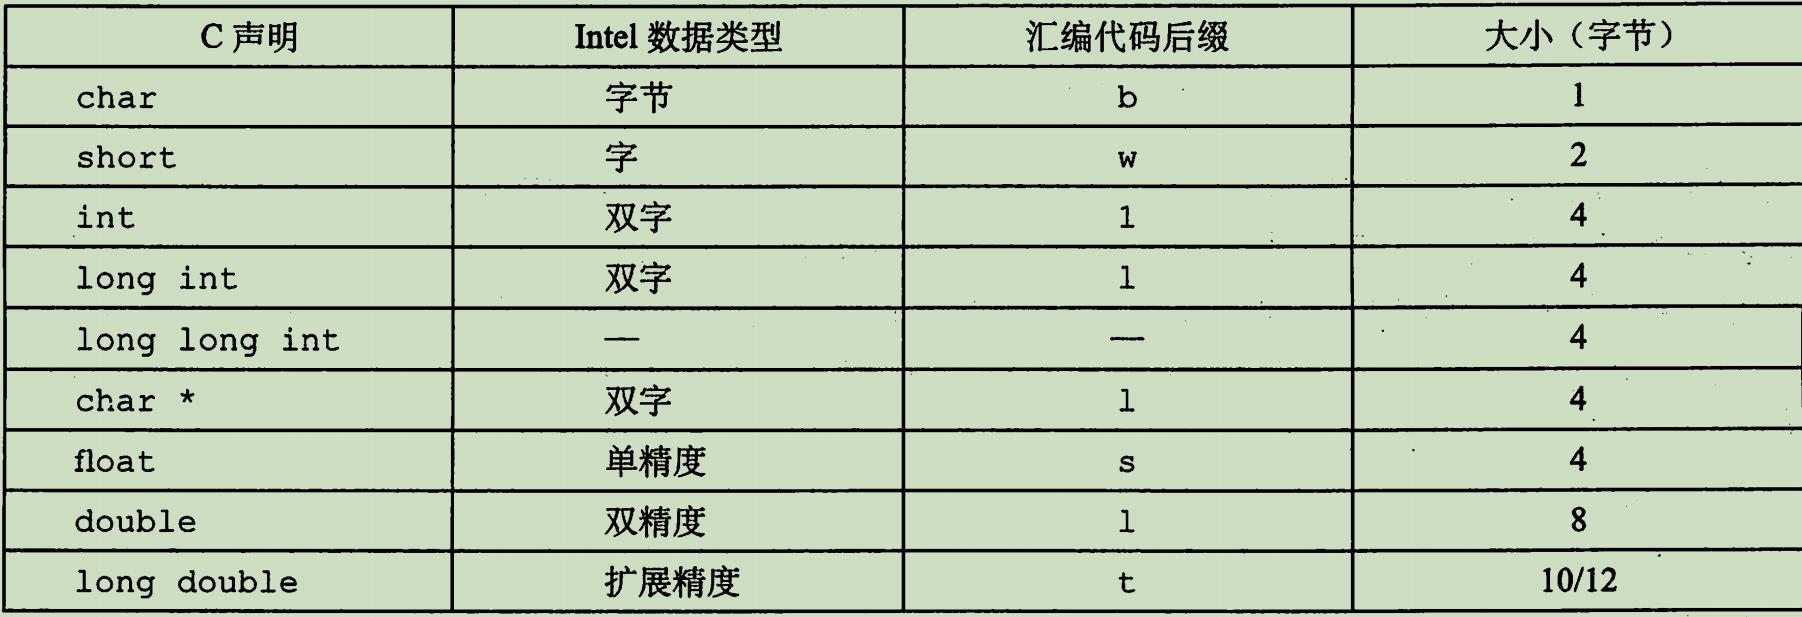 C 声明 Intel 数据类型 汇编代码后缀 大小（字节）
char 字节 b 1
short 字 w 2
int 双字 l 4
long int 双字 l 4
long long int — — 4
char * 双字 l 4
float 单精度 s 4
double 双精度 l 8
long double 扩展精度 t 10/12